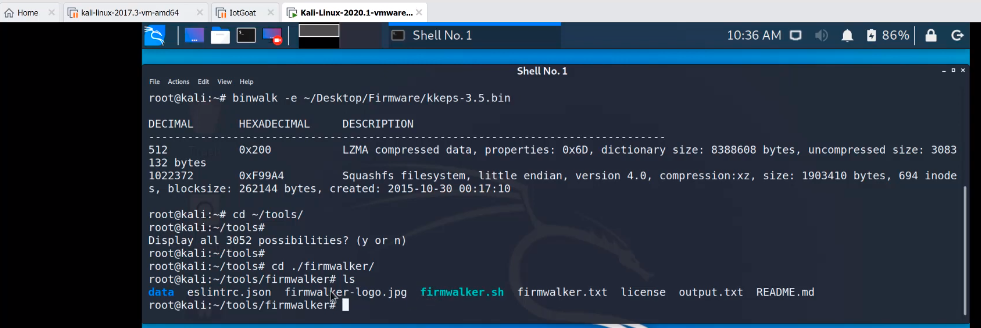 Home kali-linux-2017.3-vm-amd64 IotGoat Kali-Linux-2020.1-vmware...
Shell No. 1 10:36 AM 86%
Shell No. 1
File Actions Edit View Help
root@kali:~# binwalk -e ~/Desktop/Firmware/kkeps-3.5.bin
DECIMAL HEXADECIMAL DESCRIPTION
--------------------------------------------------------------------------------
512 0x200 LZMA compressed data, properties: 0x6D, dictionary size: 8388608 bytes, uncompressed size: 3083
132 bytes
1022372 0xF99A4 Squashfs filesystem, little endian, version 4.0, compression:xz, size: 1903410 bytes, 694 inode
s, blocksize: 262144 bytes, created: 2015-10-30 00:17:10
root@kali:~# cd ~/tools/
root@kali:~/tools#
Display all 3052 possibilities? (y or n)
root@kali:~/tools#
root@kali:~/tools# cd ./firmwalker/
root@kali:~/tools/firmwalker# ls
data eslintrc.json firmwalker-logo.jpg firmwalker.sh firmwalker.txt license output.txt README.md
root@kali:~/tools/firmwalker#